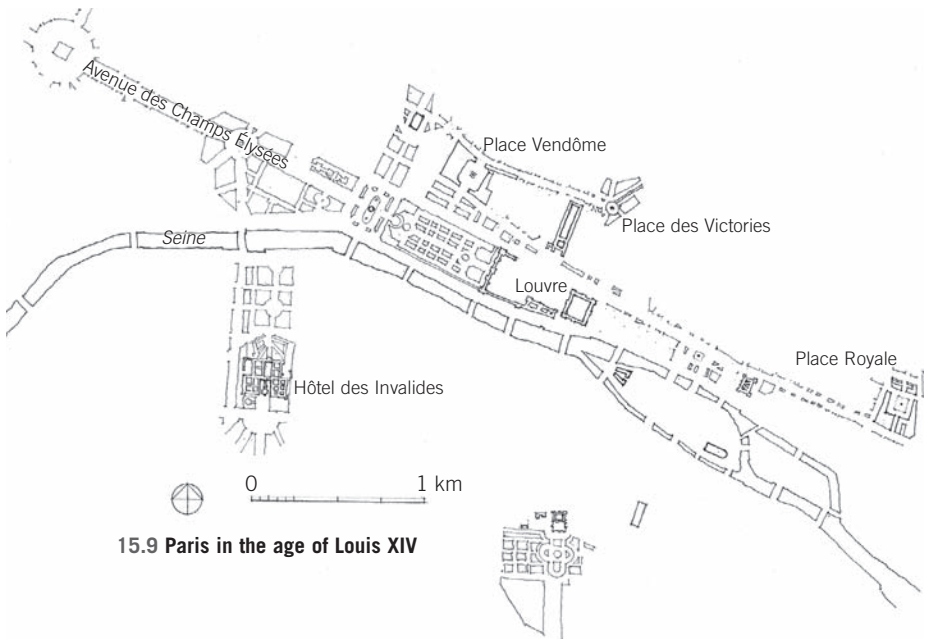 Avenue des Champs Élysées
Place Vendôme
Place des Victories
Seine
Louvre
Place Royale
Hôtel des Invalides
0 1 km
15.9 Paris in the age of Louis XIV